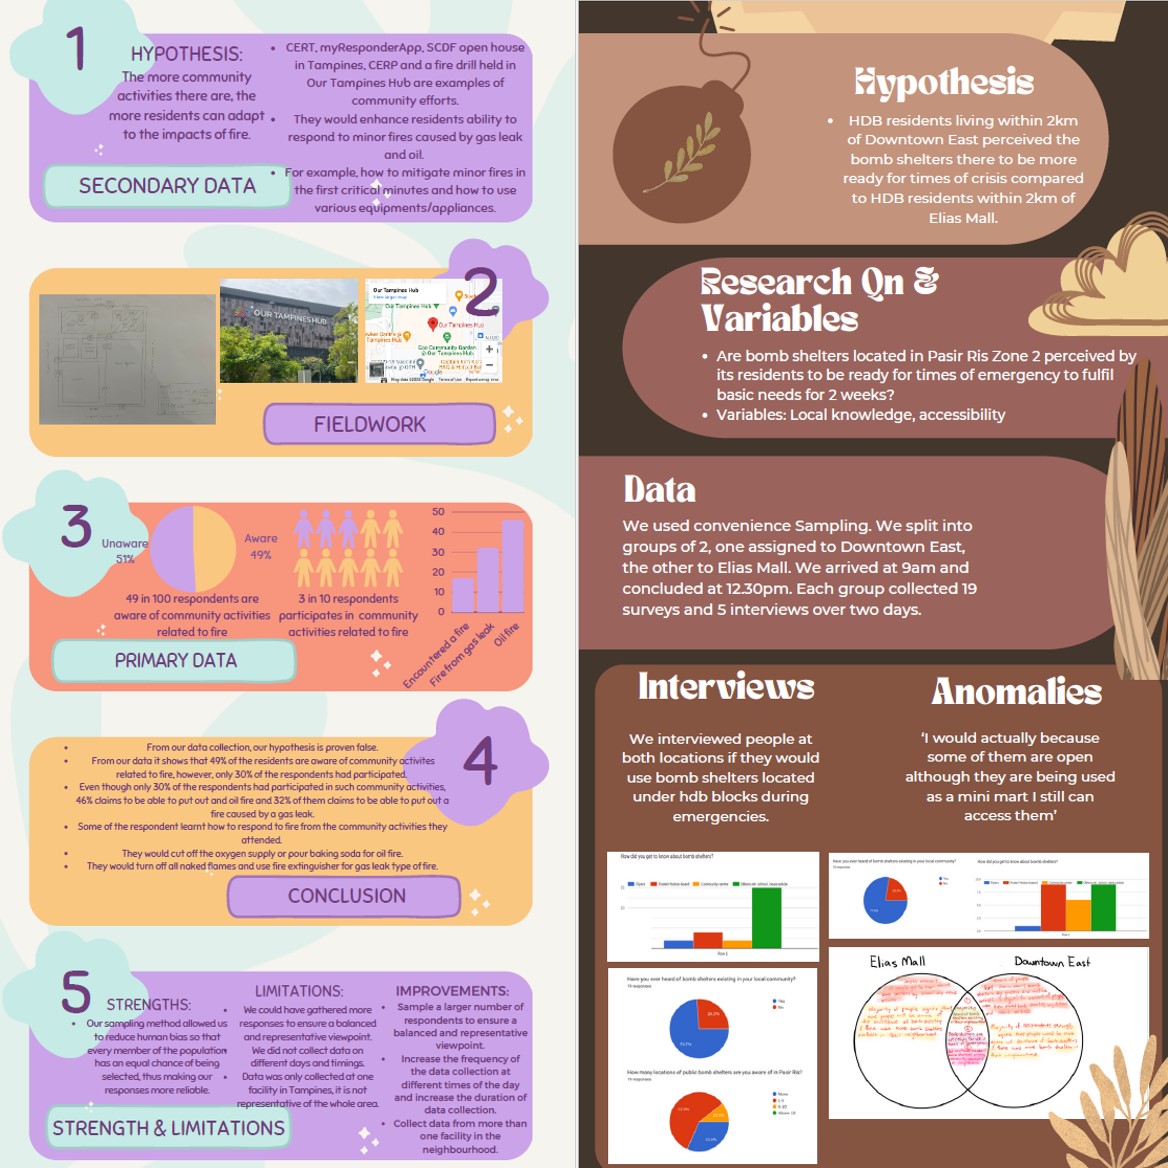 1
HYPOTHESIS:
The more community
activities there are, the
more residents can adapt
to the impacts of fire.
SECONDARY DATA
• CERT, myResponderApp, SCDF open house
in Tampines, CERP and a fire drill held in
Our Tampines Hub are examples of
community efforts.
• They would enhance residents ability to
respond to minor fires caused by gas leak
and oil.
• For example, how to mitigate minor fires in
the first critical minutes and how to use
various equipments/appliances.
2
OUR TAMPINES HUB
Our Tampines Hub
Our Tampines Hub
Our Tampines Hub
Eco Community Garden
@ Our Tampines Hub
Google
FIELDWORK
3
Unaware
51%
Aware
49%
49 in 100 respondents are
aware of community activities
related to fire
3 in 10 respondents
participates in community
activities related to fire
50
40
30
20
10
0
Encountered a fire
Fire from gas leak
Oil fire
PRIMARY DATA
4
• From our data collection, our hypothesis is proven false.
• From our data it shows that 49% of the residents are aware of community activites
related to fire, however, only 30% of the respondents had participated.
• Even though only 30% of the respondents had participated in such community activities,
46% claims to be able to put out and oil fire and 32% of them claims to be able to put out a
fire caused by a gas leak.
• Some of the respondent learnt how to respond to fire from the community activities they
attended.
• They would cut off the oxygen supply or pour baking soda for oil fire.
• They would turn off all naked flames and use fire extinguisher for gas leak type of fire.
CONCLUSION
5
STRENGTHS:
• Our sampling method allowed us
to reduce human bias so that
every member of the population
has an equal chance of being
selected, thus making our
responses more reliable.
LIMITATIONS:
• We could have gathered more
responses to ensure a balanced
and representative viewpoint.
• We did not collect data on
different days and timings.
• Data was only collected at one
facility in Tampines, it is not
representative of the whole area.
IMPROVEMENTS:
• Sample a larger number of
respondents to ensure a
balanced and representative
viewpoint.
• Increase the frequency of
the data collection at
different times of the day
and increase the duration of
data collection.
• Collect data from more than
one facility in the
neighbourhood.
STRENGTH & LIMITATIONS
Hypothesis
• HDB residents living within 2km
of Downtown East perceived the
bomb shelters there to be more
ready for times of crisis compared
to HDB residents within 2km of
Elias Mall.
Research Qn &
Variables
• Are bomb shelters located in Pasir Ris Zone 2 perceived by
its residents to be ready for times of emergency to fulfil
basic needs for 2 weeks?
• Variables: Local knowledge, accessibility
Data
We used convenience Sampling. We split into
groups of 2, one assigned to Downtown East,
the other to Elias Mall. We arrived at 9am and
concluded at 12.30pm. Each group collected 19
surveys and 5 interviews over two days.
Interviews
We interviewed people at
both locations if they would
use bomb shelters located
under hdb blocks during
emergencies.
Anomalies
‘I would actually because
some of them are open
although they are being used
as a mini mart I still can
access them’
How did you get to know about bomb shelters?
Have you ever heard of bomb shelters existing in your local community?
19 responses
How did you get to know about bomb shelters?
Have you ever heard of bomb shelters existing in your local community?
19 responses
Yes
No
How many locations of public bomb shelters are you aware of in Pasir Ris?
19 responses
Elias Mall
Downtown East